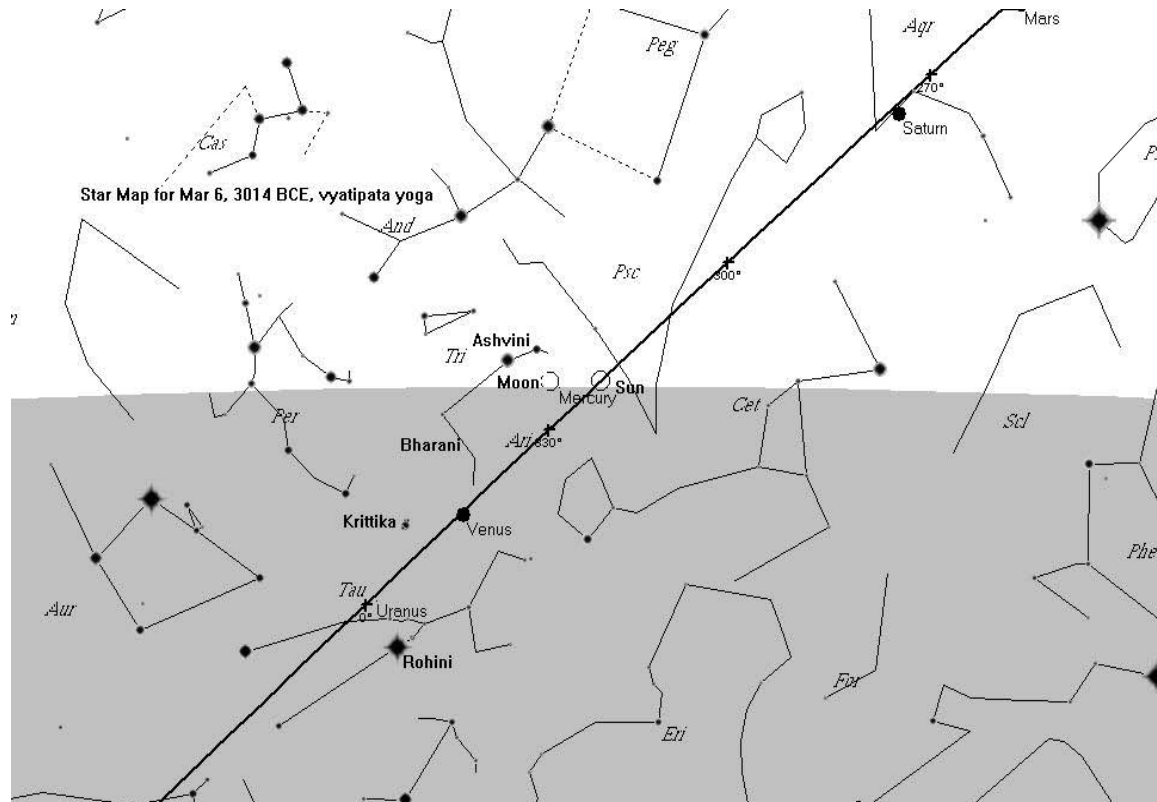 Aqr
Mars
Peg
270°
Saturn
Cas
Star Map for Mar 6, 3014 BCE, vyatipata yoga
And
Psc
300°
Ashvini
Tri
Moon
Sun
Mercury
Cet
Per
Scl
Ari
330°
Bharani
Krittika
Venus
Phe
Tau
Uranus
0°
Aur
Rohini
For
Eri